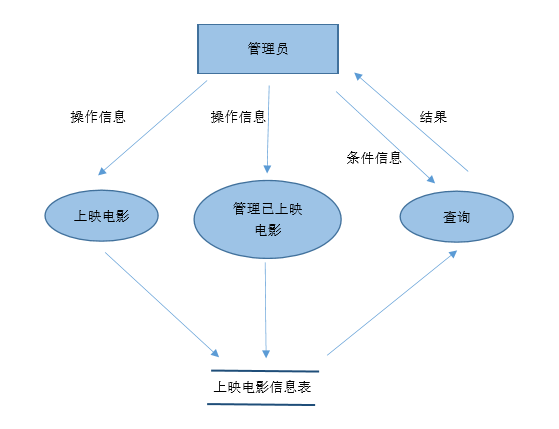 管理员
操作信息
操作信息
结果
条件信息
上映电影
管理已上映
电影
查询
上映电影信息表